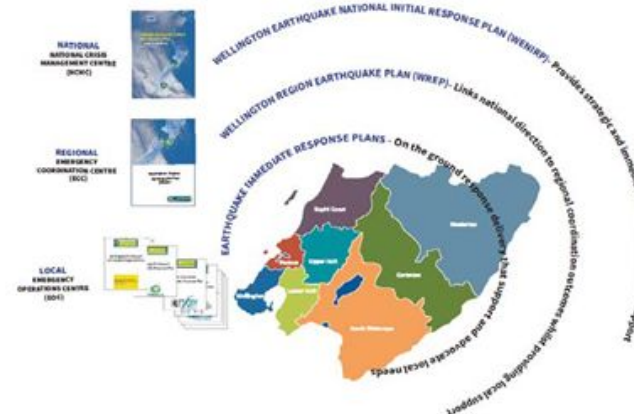 NATIONAL
NATIONAL CRISIS
MANAGEMENT CENTRE
(NCMC)
REGIONAL
EMERGENCY
COORDINATION CENTRE
(ECC)
LOCAL
EMERGENCY
OPERATIONS CENTRE
(EOC)
WELLINGTON EARTHQUAKE NATIONAL INITIAL RESPONSE PLAN (WENIRP)- Provides strategic and
WELLINGTON REGION EARTHQUAKE PLAN (WREP)- Links national direction to regional coordination outcomes whilst providing local support
EARTHQUAKE IMMEDIATE RESPONSE PLANS - On the ground response delivery that support and advocate local needs
Kapiti Coast
Masterton
Porirua
Upper Hutt
Carterton
Wellington
Lower Hutt
South Wairarapa